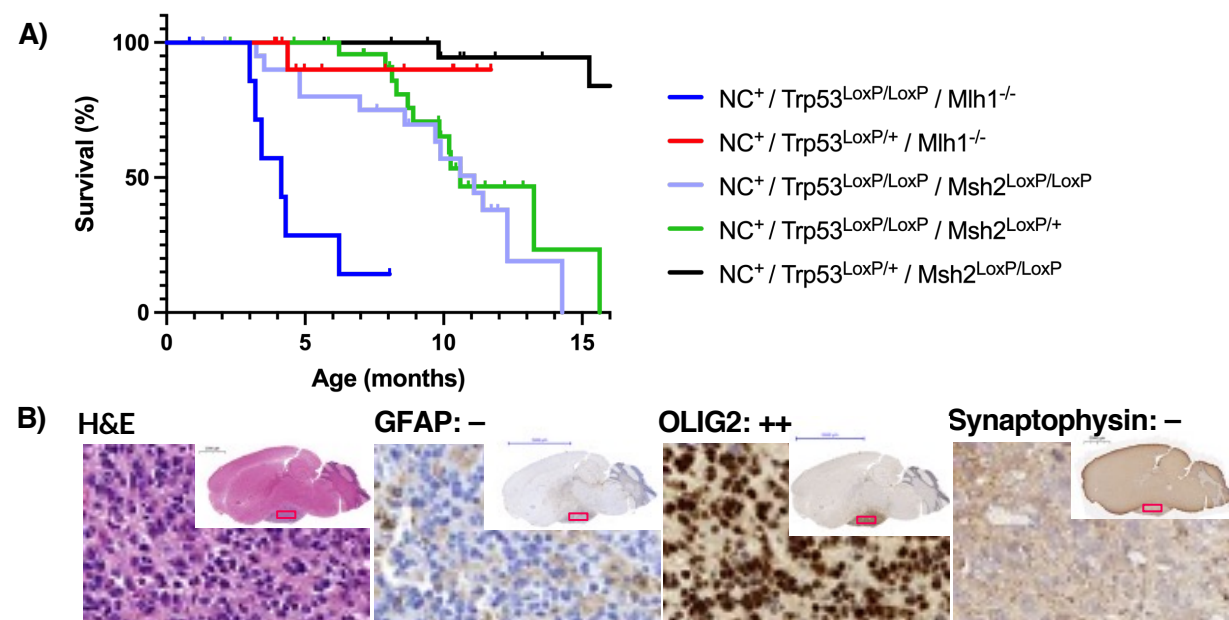 A)
100
50
0
0
5
10
15
Survival (%)
Age (months)
NC⁺ / Trp53ᴸᵒˣᴾ/ᴸᵒˣᴾ / Mlh1⁻/⁻
NC⁺ / Trp53ᴸᵒˣᴾ/⁺ / Mlh1⁻/⁻
NC⁺ / Trp53ᴸᵒˣᴾ/ᴸᵒˣᴾ / Msh2ᴸᵒˣᴾ/ᴸᵒˣᴾ
NC⁺ / Trp53ᴸᵒˣᴾ/ᴸᵒˣᴾ / Msh2ᴸᵒˣᴾ/⁺
NC⁺ / Trp53ᴸᵒˣᴾ/⁺ / Msh2ᴸᵒˣᴾ/ᴸᵒˣᴾ
B)
H&E
GFAP: –
OLIG2: ++
Synaptophysin: –